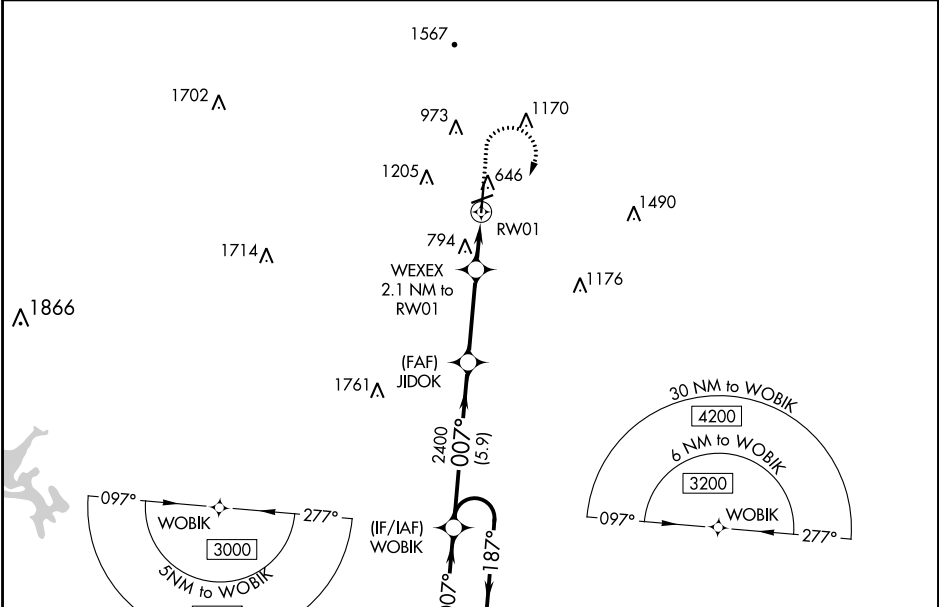 1567
1702
973
1170
1205
646
1490
RW01
794
1714
WEXEX
2.1 NM to
RW01
1176
1866
(FAF)
JIDOK
1761
30 NM to WOBIK
4200
6 NM to WOBIK
3200
WOBIK
097°
277°
2400
007°
(5.9)
097°
WOBIK
277°
3000
5NM to WOBIK
(IF/IAF)
WOBIK
187°
007°